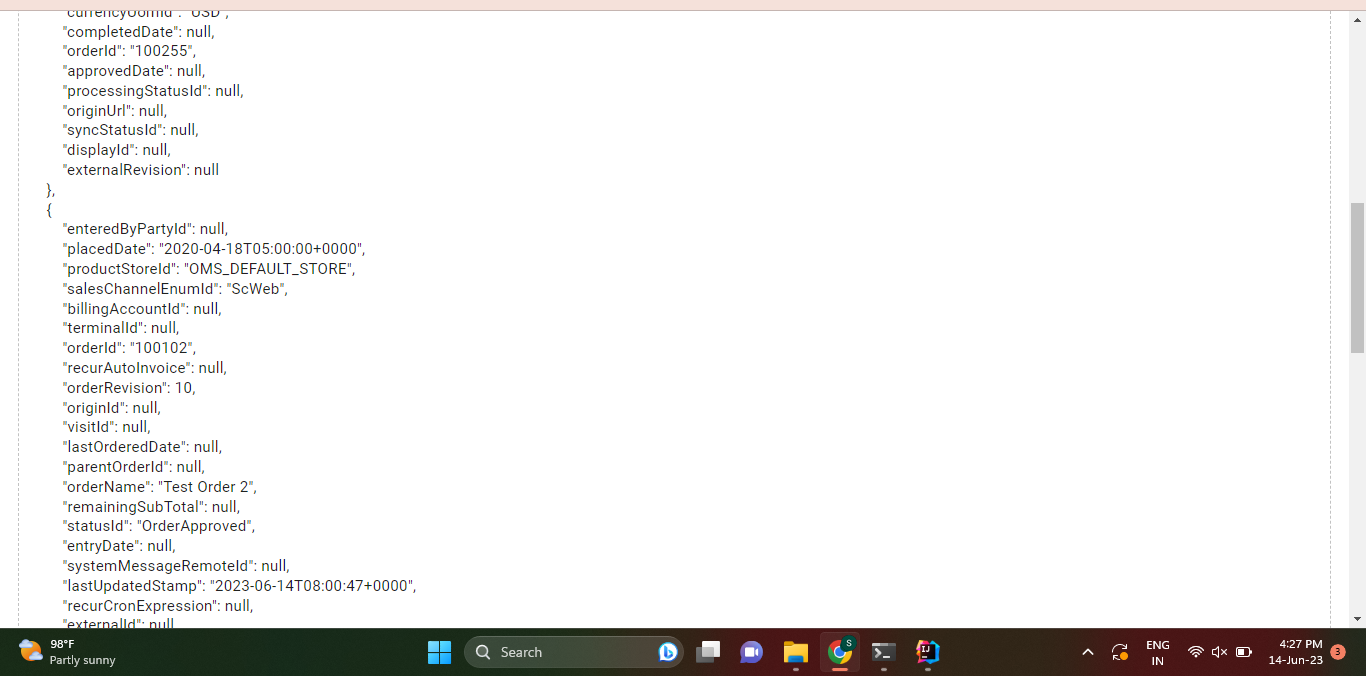 "currencyUomId": "USD",
"completedDate": null,
"orderId": "100255",
"approvedDate": null,
"processingStatusId": null,
"originUrl": null,
"syncStatusId": null,
"displayId": null,
"externalRevision": null
},
{
"enteredByPartyId": null,
"placedDate": "2020-04-18T05:00:00+0000",
"productStoreId": "OMS_DEFAULT_STORE",
"salesChannelEnumId": "ScWeb",
"billingAccountId": null,
"terminalId": null,
"orderId": "100102",
"recurAutoInvoice": null,
"orderRevision": 10,
"originId": null,
"visitId": null,
"lastOrderedDate": null,
"parentOrderId": null,
"orderName": "Test Order 2",
"remainingSubTotal": null,
"statusId": "OrderApproved",
"entryDate": null,
"systemMessageRemoteId": null,
"lastUpdatedStamp": "2023-06-14T08:00:47+0000",
"recurCronExpression": null,
"externalId": null
98°F
Partly sunny
Search
S
IJ
ENG
IN
4:27 PM
14-Jun-23
3